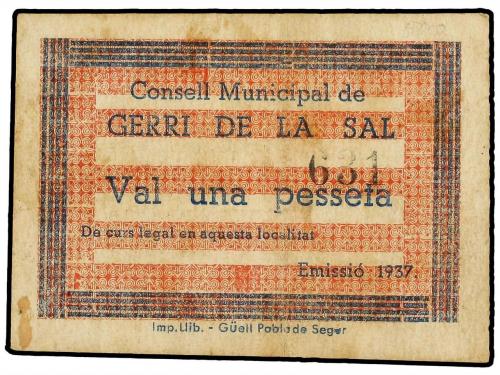 Consell Municipal de
GERRI DE LA SAL
631
Val una pesseta
De curs legal en aquesta localitat
Emissió 1937.
Imp. Llib. - Güell Pobla de Segur